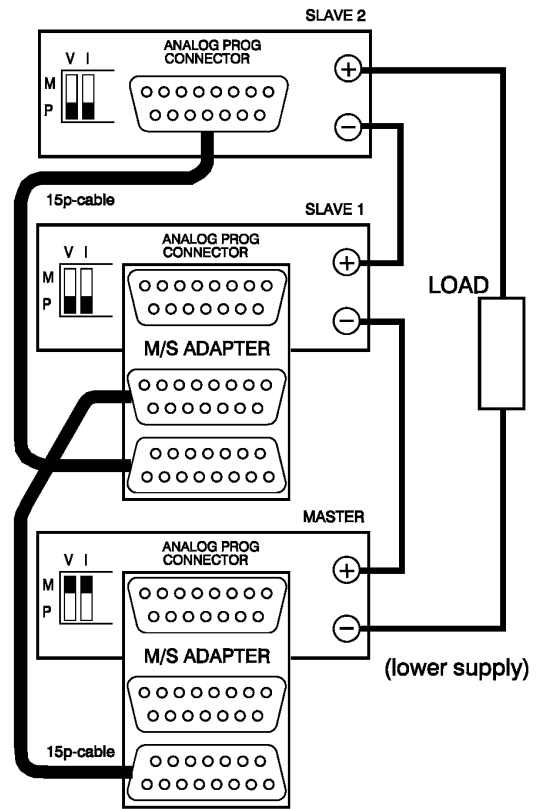 SLAVE 2
ANALOG PROG
CONNECTOR
V I
M
P
+
−
15p-cable
SLAVE 1
ANALOG PROG
CONNECTOR
V I
M
P
+
−
LOAD
M/S ADAPTER
MASTER
ANALOG PROG
CONNECTOR
V I
M
P
+
−
M/S ADAPTER
(lower supply)
15p-cable